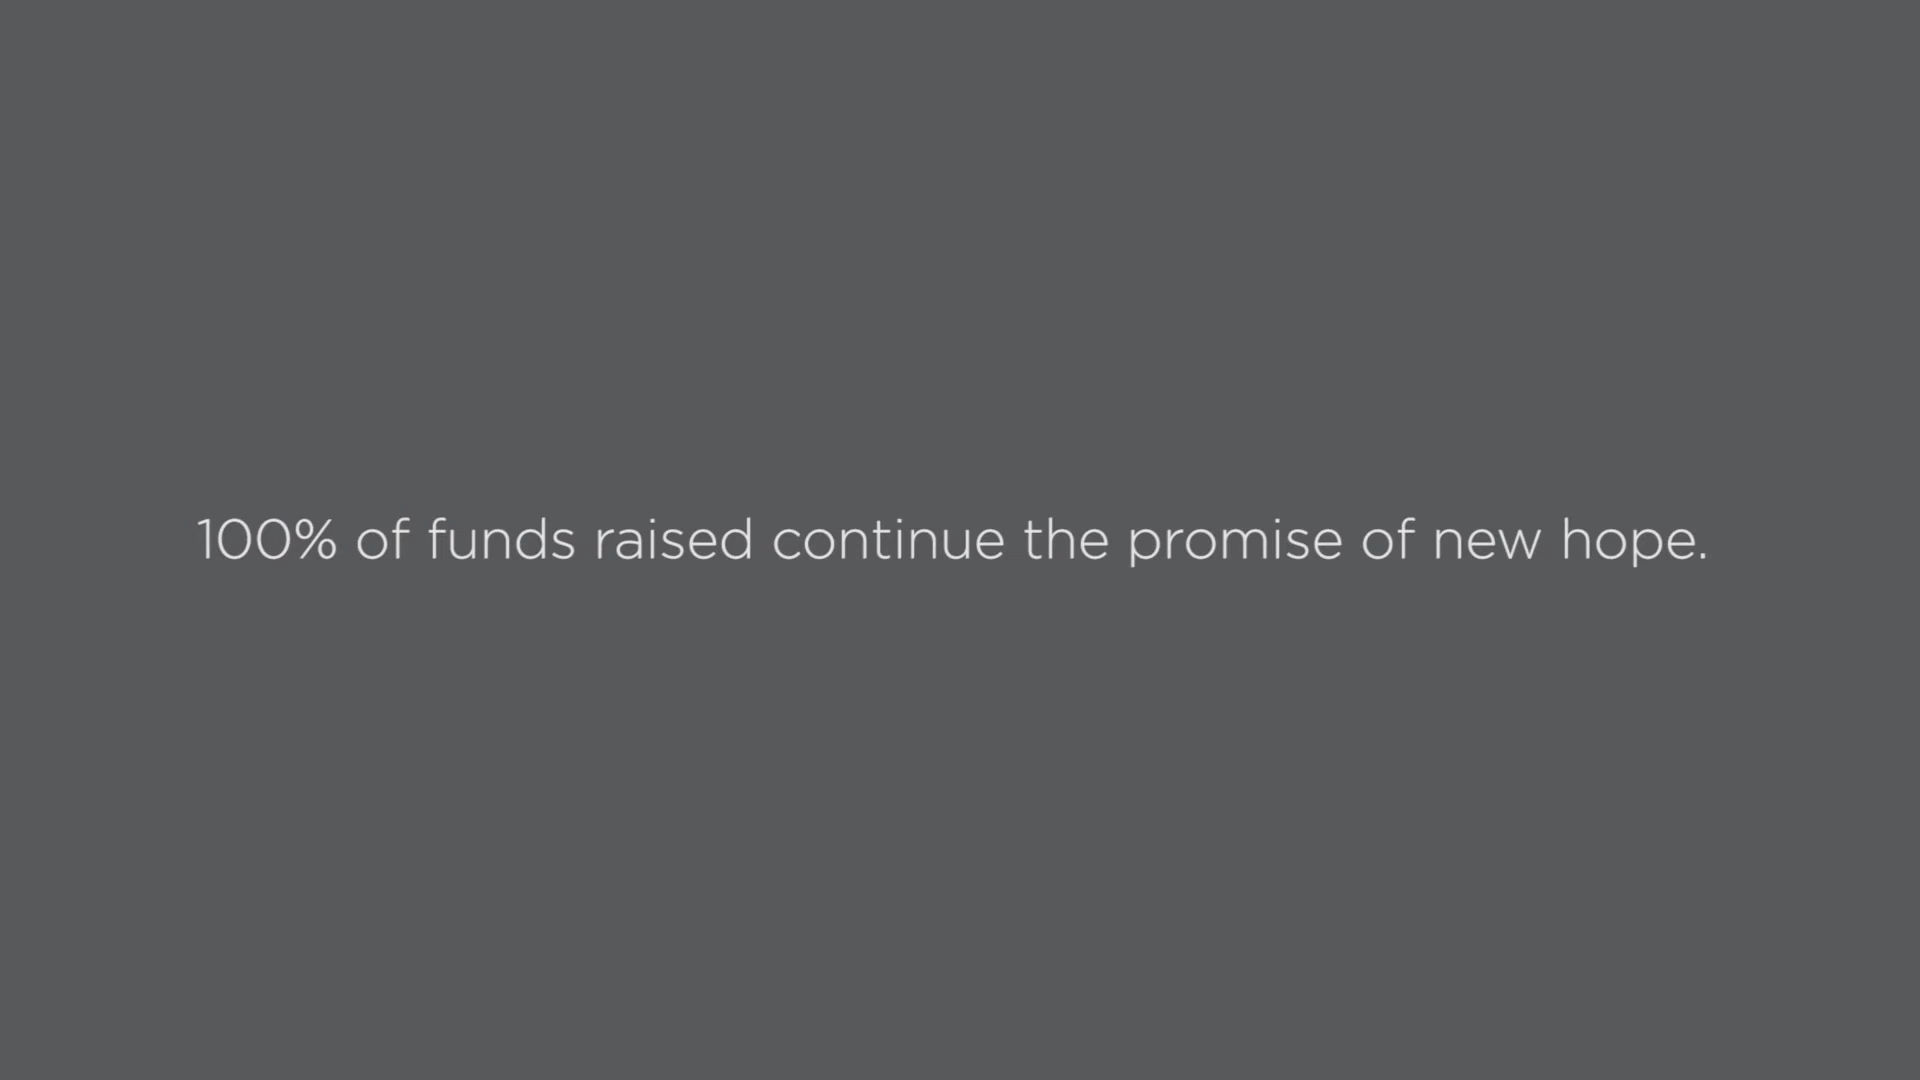 100% of funds raised continue the promise of new hope.